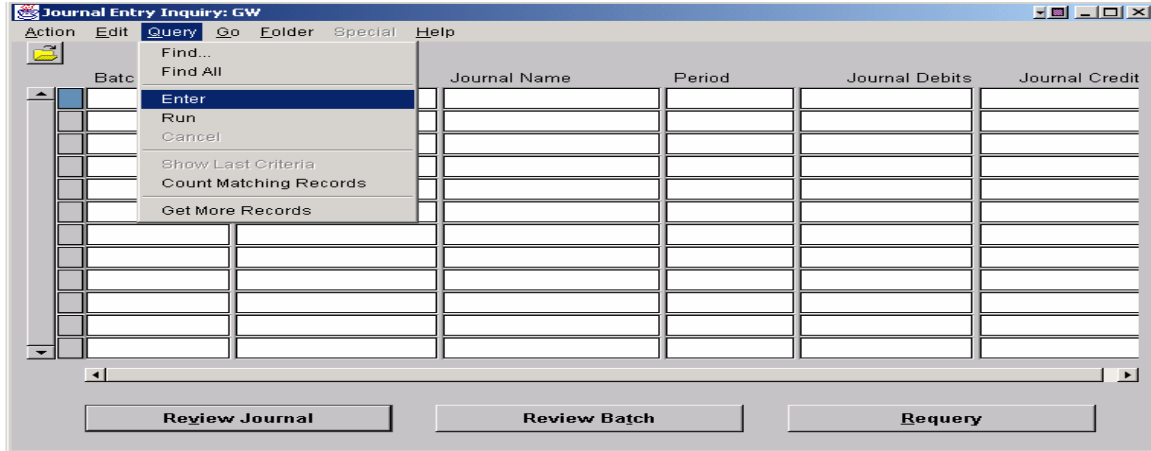 Journal Entry Inquiry: GW
Action Edit Query Go Folder Special Help
Find...
Find All
Batc Journal Name Period Journal Debits Journal Credit
Enter
Run
Cancel
Show Last Criteria
Count Matching Records
Get More Records
Review Journal Review Batch Requery